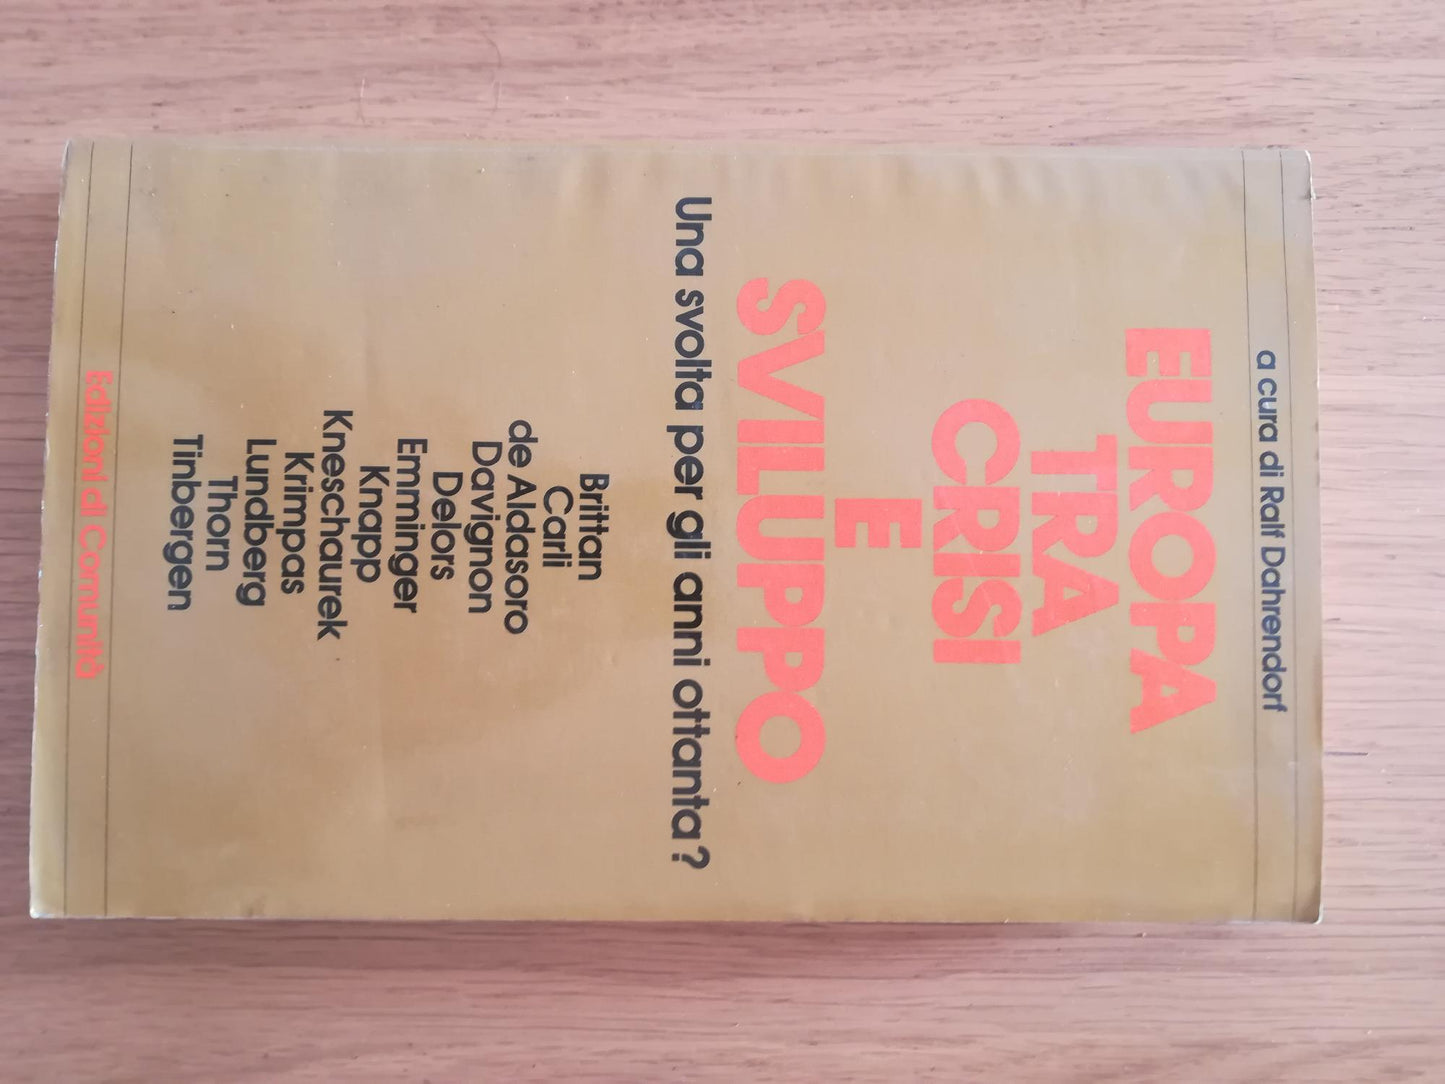 a cura di Ralf Dahrendorf
EUROPA
TRA
CRISI
E
SVILUPPO
Una svolta per gli anni ottanta?
Brittan
Carli
de Aldasoro
Davignon
Delors
Emminger
Knapp
Kneschaurek
Krimpas
Lundberg
Thorn
Tinbergen
Edizioni di Comunità